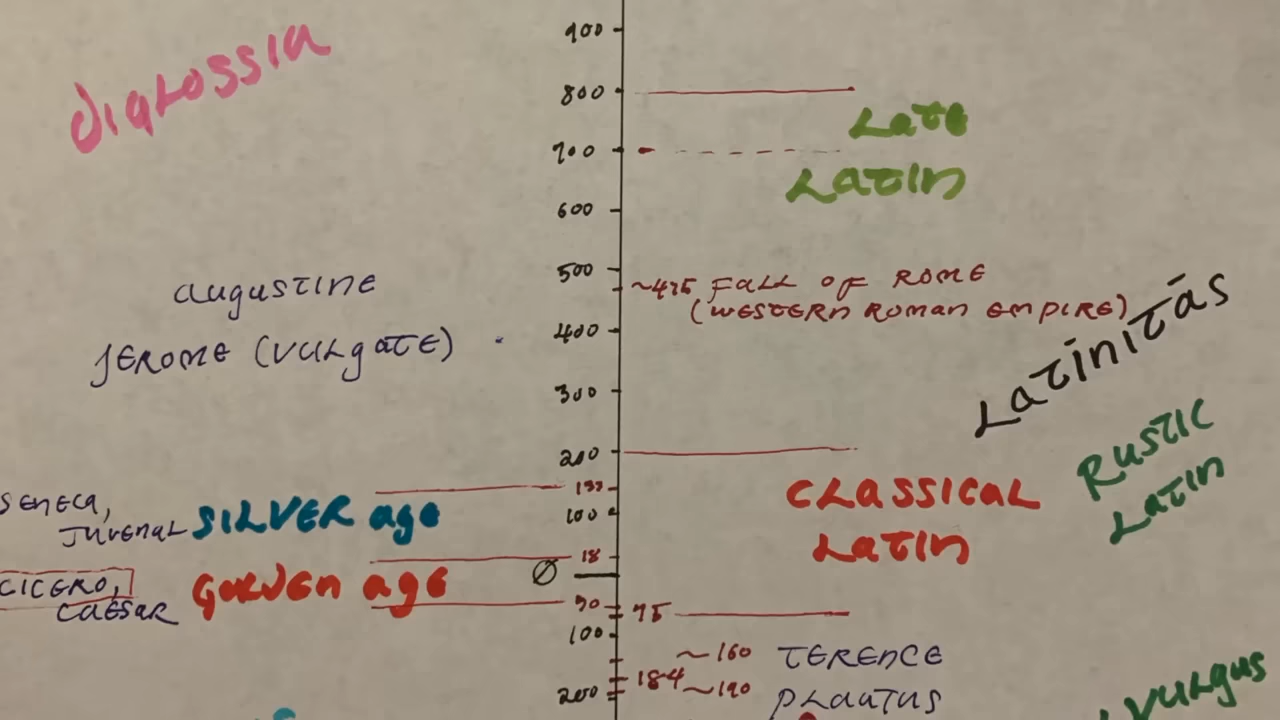 DIGLOSSIA
900
800
LATE
700
LATIN
600
500
~475 FALL OF ROME
(WESTERN ROMAN EMPIRE)
AUGUSTINE
400
JEROME (VULGATE)
LATINITĀS
300
RUSTIC
LATIN
200
133
CLASSICAL
LATIN
SENECA,
JUVENAL
SILVER AGE
100
18
Ø
CICERO,
CAESAR
GOLDEN AGE
70
75
100
~160 TERENCE
184
~190 PLAUTUS
200
VULGUS